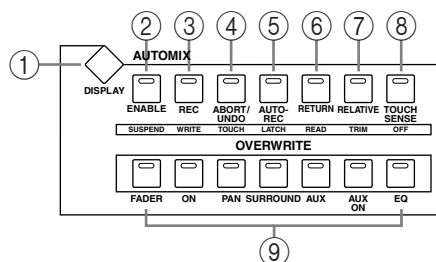 ② ③ ④ ⑤ ⑥ ⑦ ⑧
①
AUTOMIX
DISPLAY
ENABLE REC ABORT/UNDO AUTO-REC RETURN RELATIVE TOUCH SENSE
SUSPEND WRITE TOUCH LATCH READ TRIM OFF
OVERWRITE
FADER ON PAN SURROUND AUX AUX ON EQ
⑨